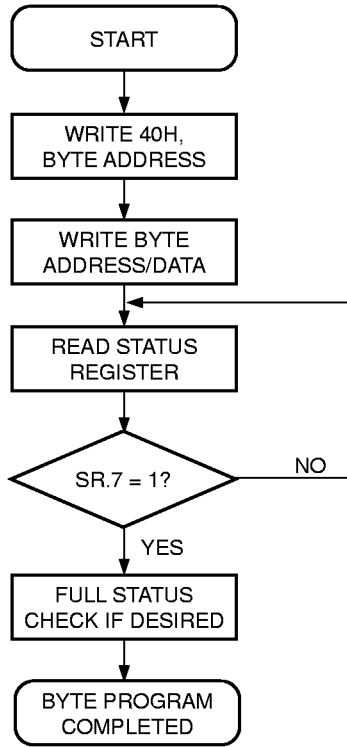 START
WRITE 40H,
BYTE ADDRESS
WRITE BYTE
ADDRESS/DATA
READ STATUS
REGISTER
SR.7 = 1?
NO
YES
FULL STATUS
CHECK IF DESIRED
BYTE PROGRAM
COMPLETED